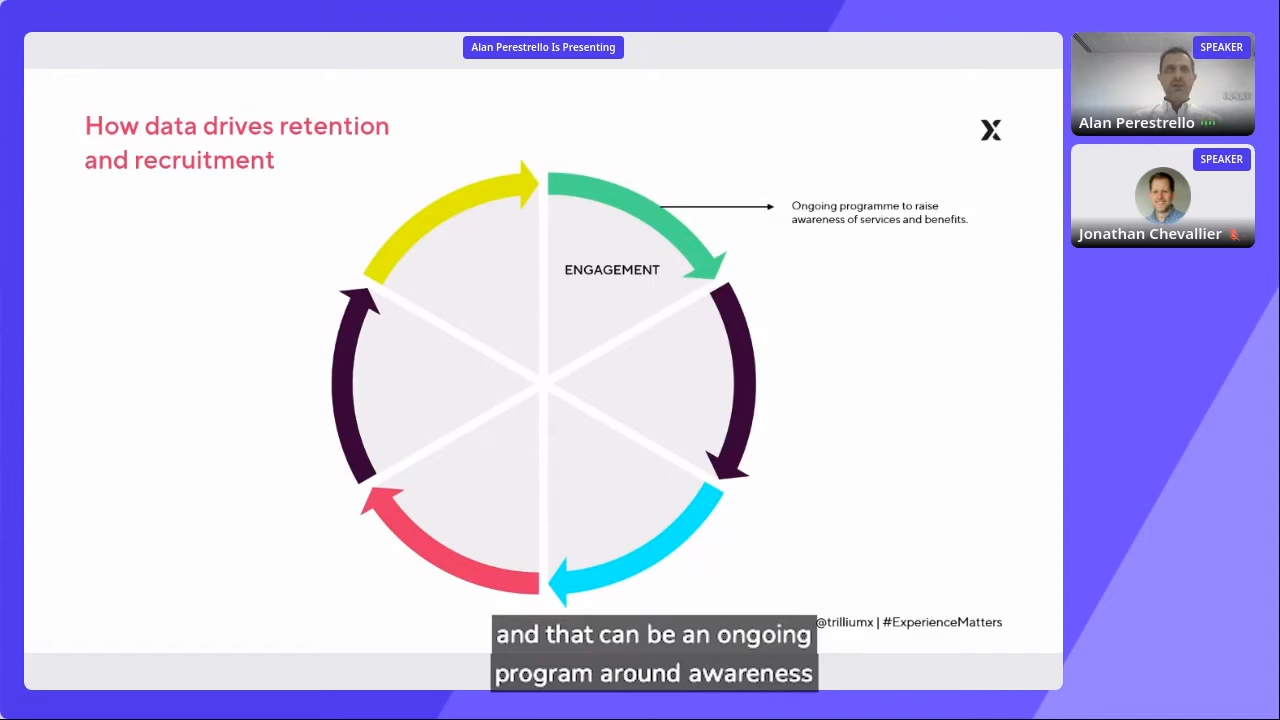 Alan Perestrello Is Presenting
How data drives retention
and recruitment
X
Ongoing programme to raise
awareness of services and benefits.
ENGAGEMENT
@trilliumx | #ExperienceMatters
and that can be an ongoing
program around awareness
SPEAKER
Alan Perestrello
SPEAKER
Jonathan Chevallier